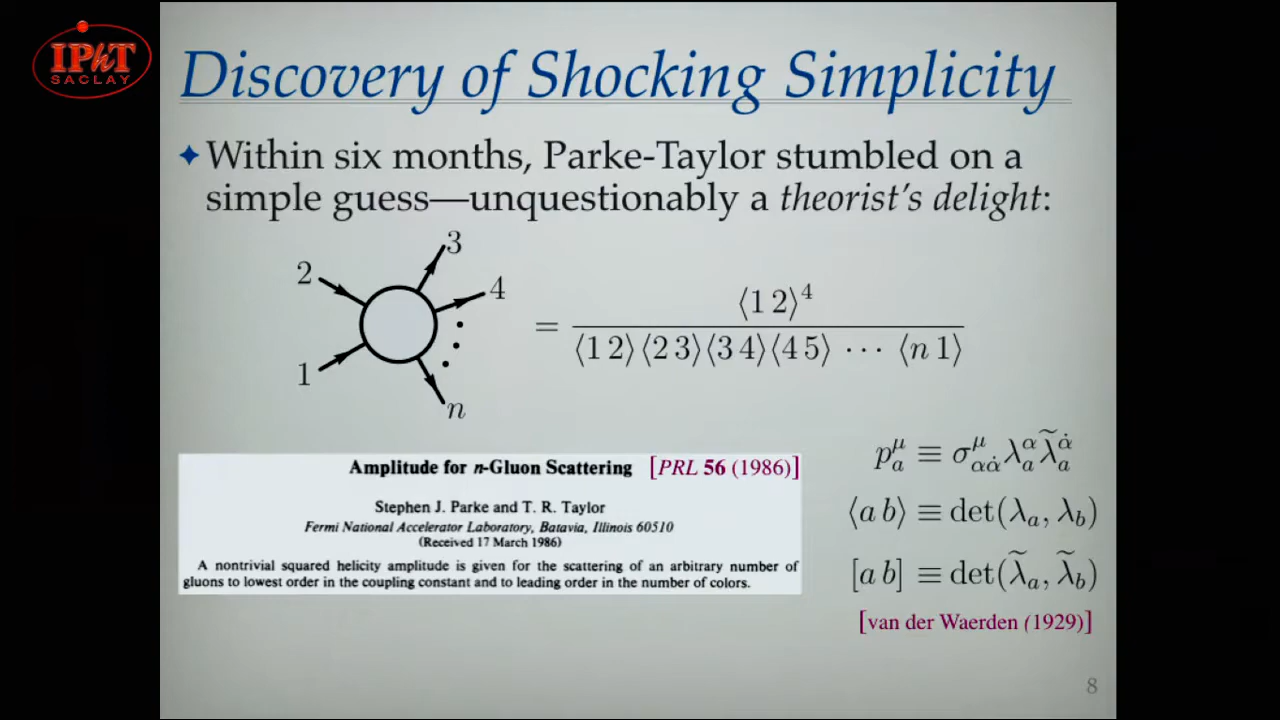 IPhT
SACLAY
Discovery of Shocking Simplicity
✦ Within six months, Parke-Taylor stumbled on a
simple guess—unquestionably a theorist's delight:
2 3 4 1 n
= ⟨1 2⟩⁴ / ⟨1 2⟩⟨2 3⟩⟨3 4⟩⟨4 5⟩ ··· ⟨n 1⟩
Amplitude for n-Gluon Scattering [PRL 56 (1986)]
Stephen J. Parke and T. R. Taylor
Fermi National Accelerator Laboratory, Batavia, Illinois 60510
(Received 17 March 1986)
A nontrivial squared helicity amplitude is given for the scattering of an arbitrary number of
gluons to lowest order in the coupling constant and to leading order in the number of colors.
p_a^μ ≡ σ^μ_{αα̇} λ_a^α λ̃_a^α̇
⟨a b⟩ ≡ det(λ_a, λ_b)
[a b] ≡ det(λ̃_a, λ̃_b)
[van der Waerden (1929)]
8